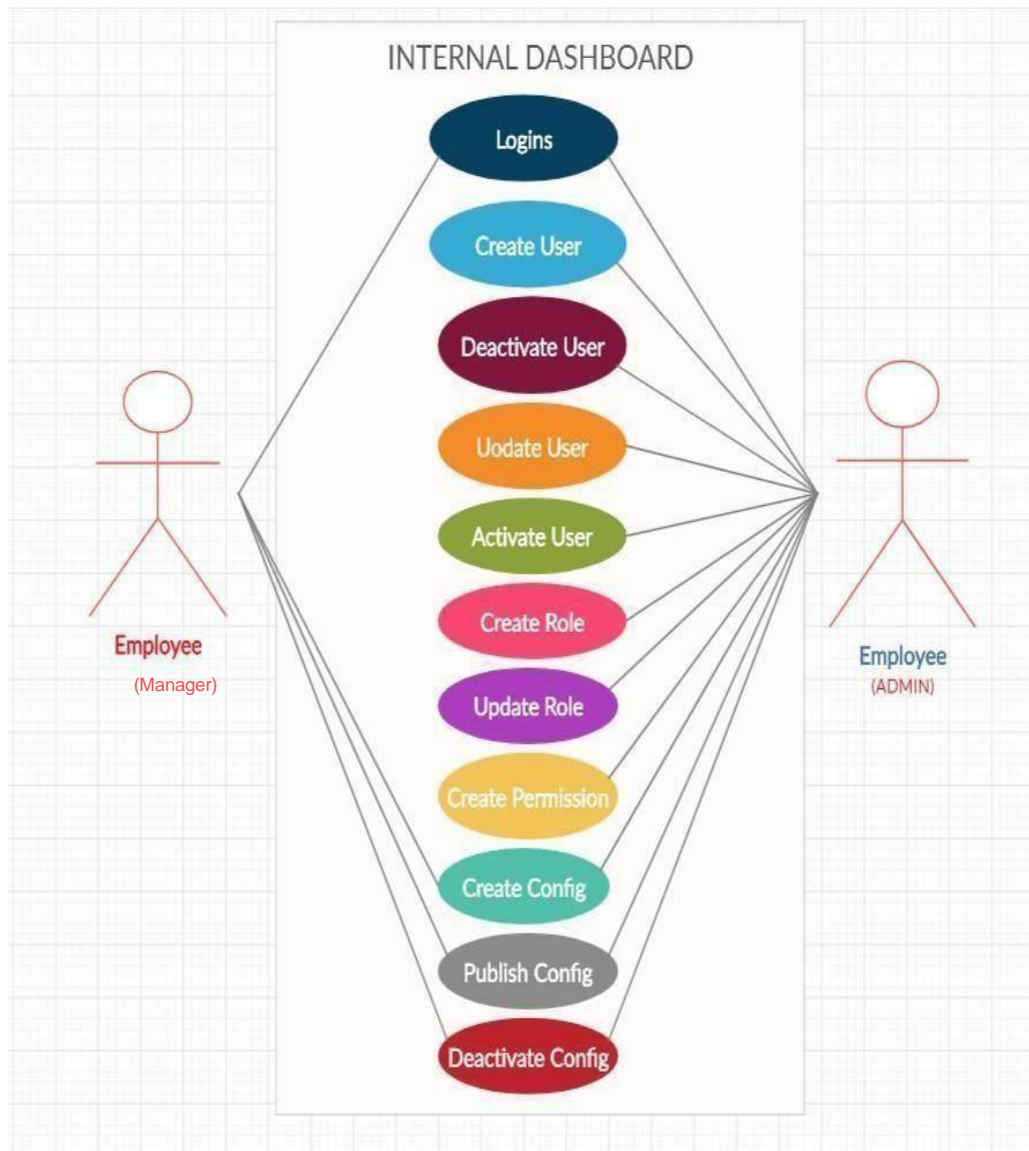 INTERNAL DASHBOARD
Logins
Create User
Deactivate User
Uodate User
Activate User
Create Role
Update Role
Create Permission
Create Config
Publish Config
Deactivate Config
Employee
(Manager)
Employee
(ADMIN)